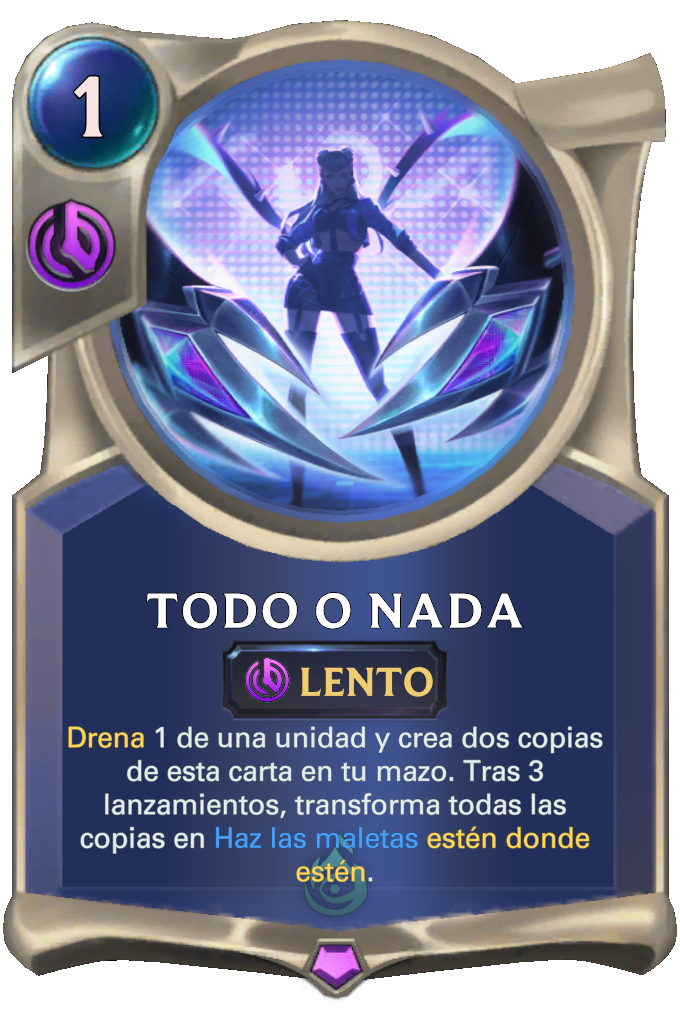 1
TODO O NADA
LENTO
Drena 1 de una unidad y crea dos copias
de esta carta en tu mazo. Tras 3
lanzamientos, transforma todas las
copias en Haz las maletas estén donde
estén.